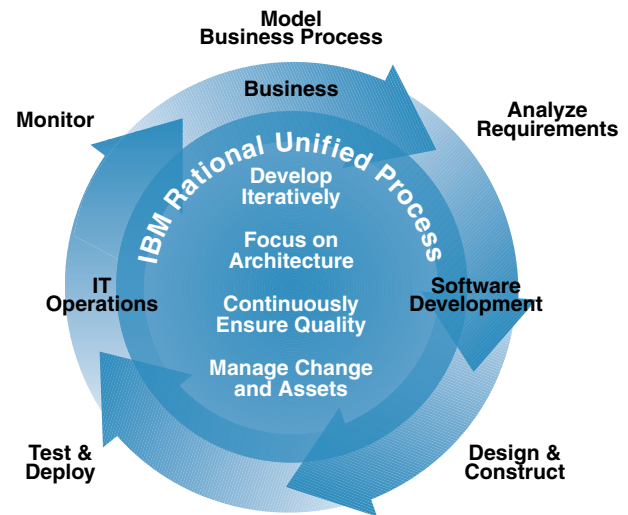 Model
Business Process
Business
Monitor
Analyze
Requirements
IBM Rational Unified Process
Develop
Iteratively
Focus on
Architecture
IT
Operations
Software
Development
Continuously
Ensure Quality
Manage Change
and Assets
Test &
Deploy
Design &
Construct